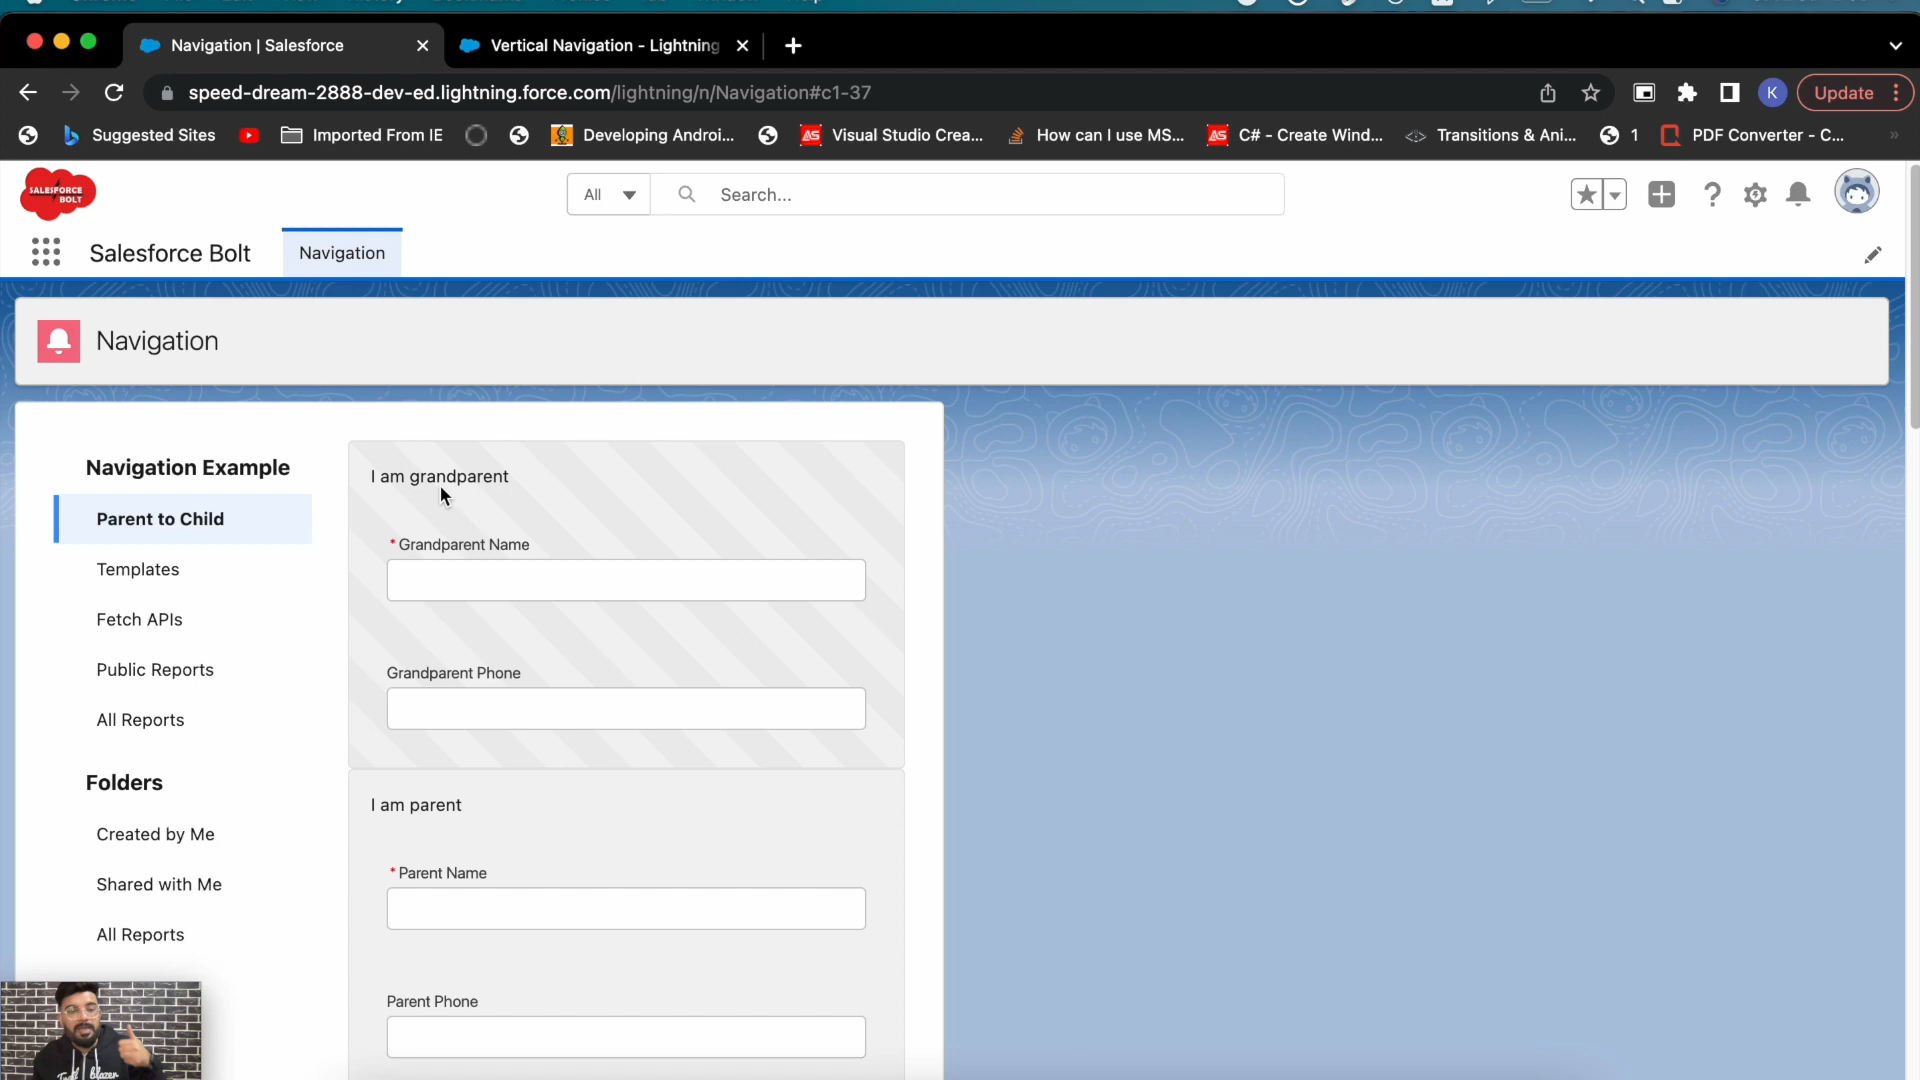 Navigation | Salesforce
Vertical Navigation - Lightning
speed-dream-2888-dev-ed.lightning.force.com/lightning/n/Navigation#c1-37
K
Update
Suggested Sites
Imported From IE
Developing Androi...
Visual Studio Crea...
How can I use MS...
C# - Create Wind...
Transitions & Ani...
1
PDF Converter - C...
SALESFORCE
BOLT
All
Search...
Salesforce Bolt
Navigation
Navigation
Navigation Example
Parent to Child
Templates
Fetch APIs
Public Reports
All Reports
Folders
Created by Me
Shared with Me
All Reports
I am grandparent
* Grandparent Name
Grandparent Phone
I am parent
* Parent Name
Parent Phone